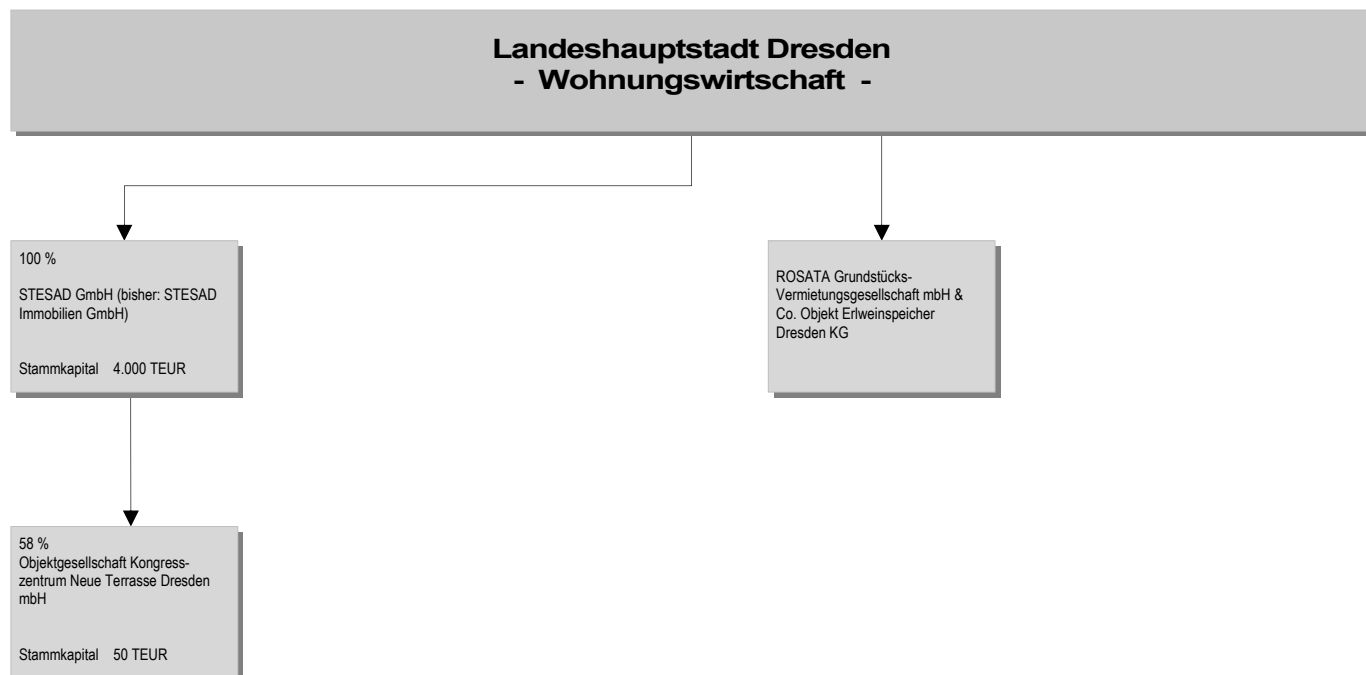 Landeshauptstadt Dresden
- Wohnungswirtschaft -
100 %
STESAD GmbH (bisher: STESAD
Immobilien GmbH)
Stammkapital 4.000 TEUR
ROSATA Grundstücks-
Vermietungsgesellschaft mbH &
Co. Objekt Erlweinspeicher
Dresden KG
58 %
Objektgesellschaft Kongress-
zentrum Neue Terrasse Dresden
mbH
Stammkapital 50 TEUR